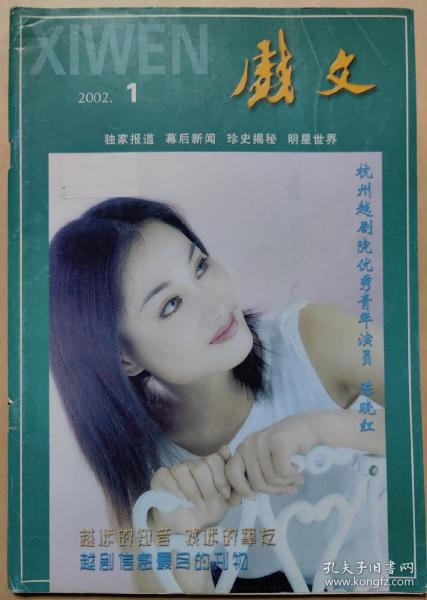 XIWEN
戲文
2002. 1
独家报道 幕后新闻 珍史揭秘 明星世界
杭州越剧院优秀青年演员 陈晓红
越迷的知音 戏迷的挚友
越剧信息最多的刊物
孔夫子旧书网
www.kongfz.com